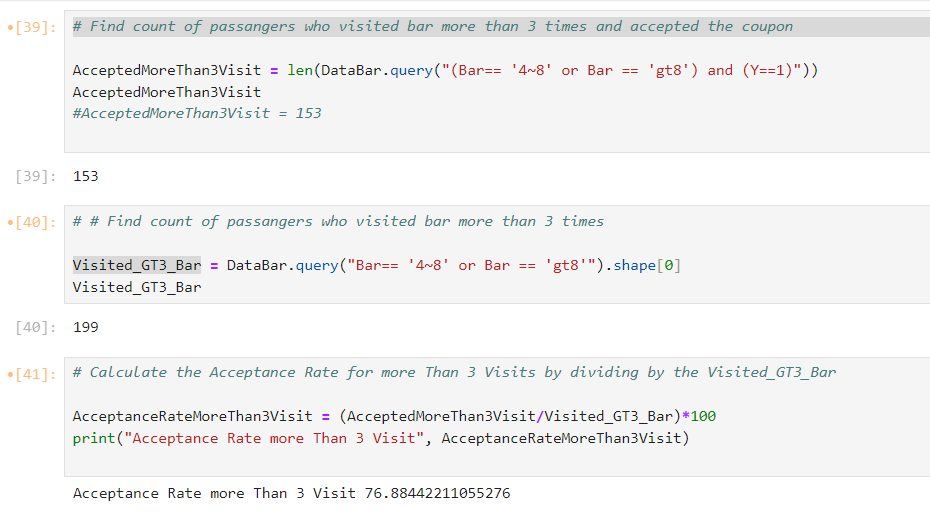 [39]: # Find count of passangers who visited bar more than 3 times and accepted the coupon
AcceptedMoreThan3Visit = len(DataBar.query("(Bar== '4~8' or Bar == 'gt8') and (Y==1)"))
AcceptedMoreThan3Visit
#AcceptedMoreThan3Visit = 153
[39]: 153
[40]: # # Find count of passangers who visited bar more than 3 times
Visited_GT3_Bar = DataBar.query("Bar== '4~8' or Bar == 'gt8'").shape[0]
Visited_GT3_Bar
[40]: 199
[41]: # Calculate the Acceptance Rate for more Than 3 Visits by dividing by the Visited_GT3_Bar
AcceptanceRateMoreThan3Visit = (AcceptedMoreThan3Visit/Visited_GT3_Bar)*100
print("Acceptance Rate more Than 3 Visit", AcceptanceRateMoreThan3Visit)
Acceptance Rate more Than 3 Visit 76.88442211055276